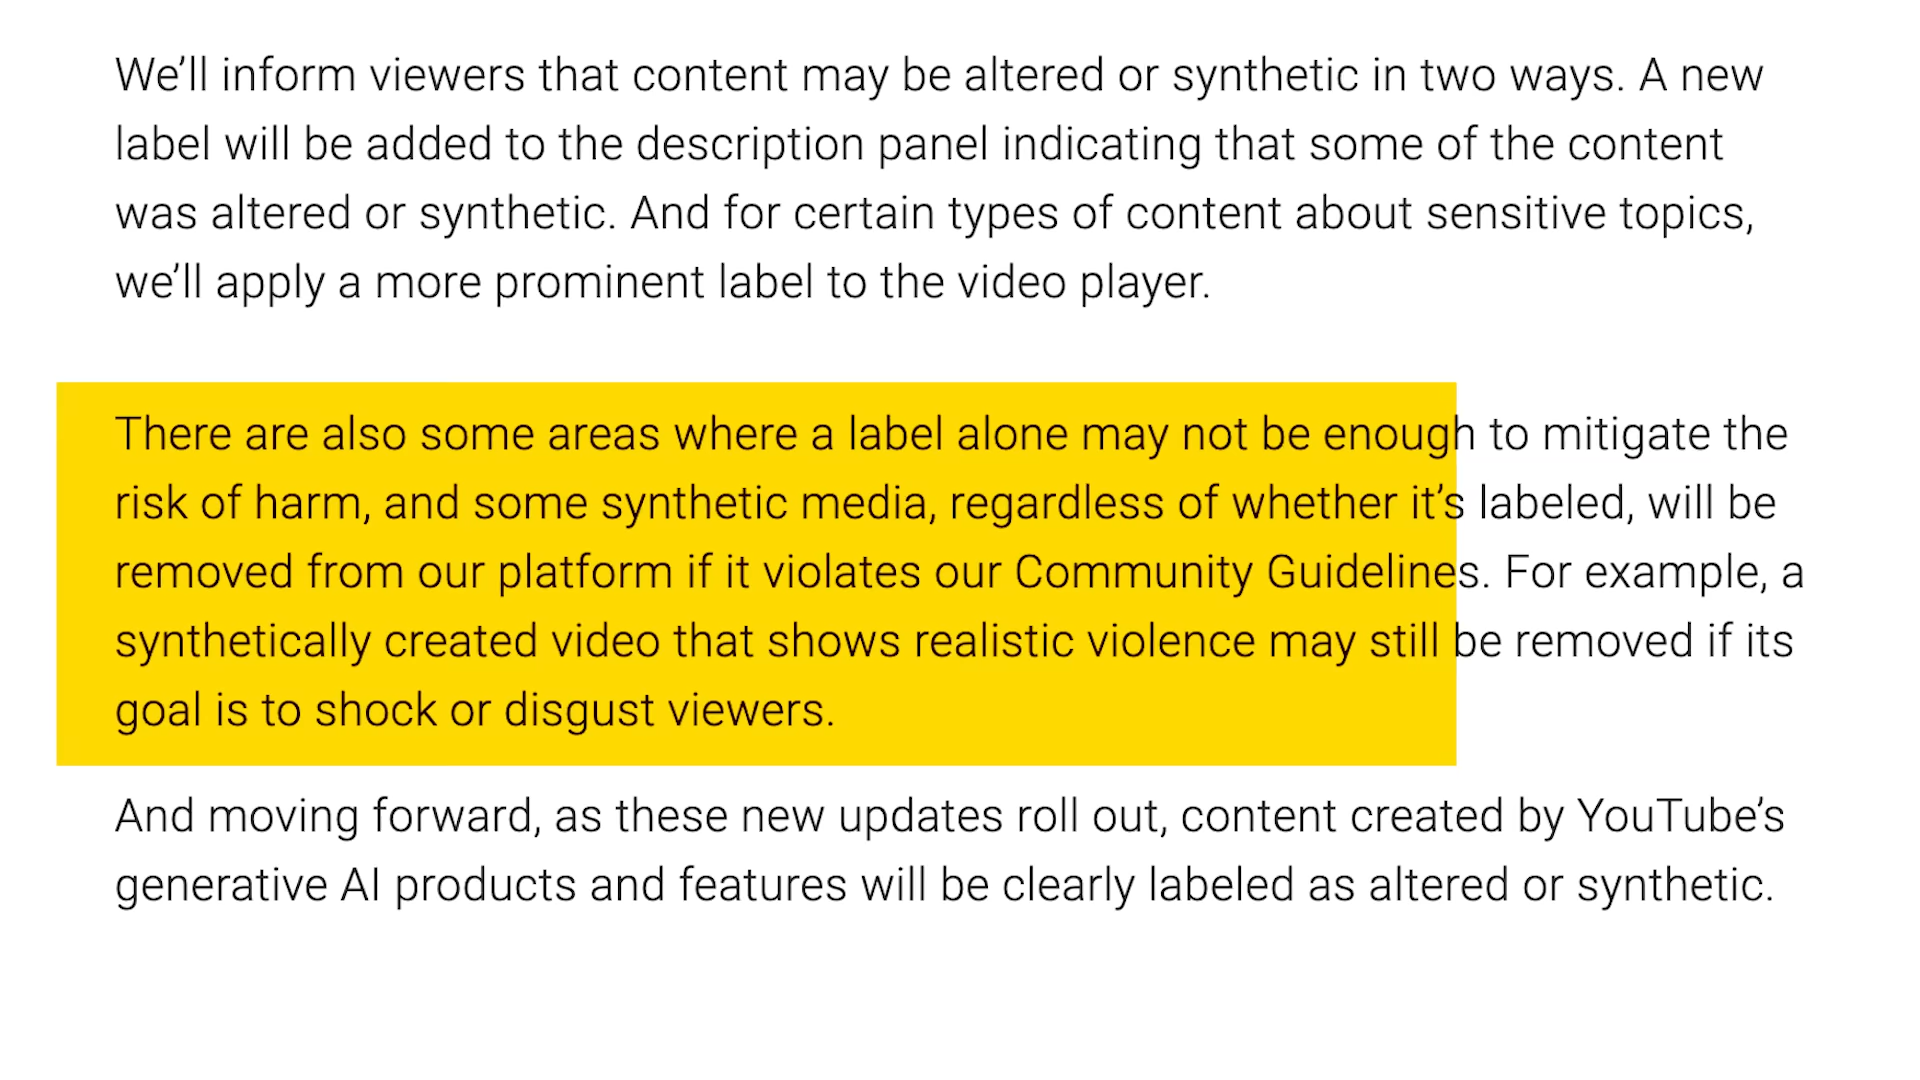 We’ll inform viewers that content may be altered or synthetic in two ways. A new
label will be added to the description panel indicating that some of the content
was altered or synthetic. And for certain types of content about sensitive topics,
we’ll apply a more prominent label to the video player.
There are also some areas where a label alone may not be enough to mitigate the
risk of harm, and some synthetic media, regardless of whether it’s labeled, will be
removed from our platform if it violates our Community Guidelines. For example, a
synthetically created video that shows realistic violence may still be removed if its
goal is to shock or disgust viewers.
And moving forward, as these new updates roll out, content created by YouTube’s
generative AI products and features will be clearly labeled as altered or synthetic.